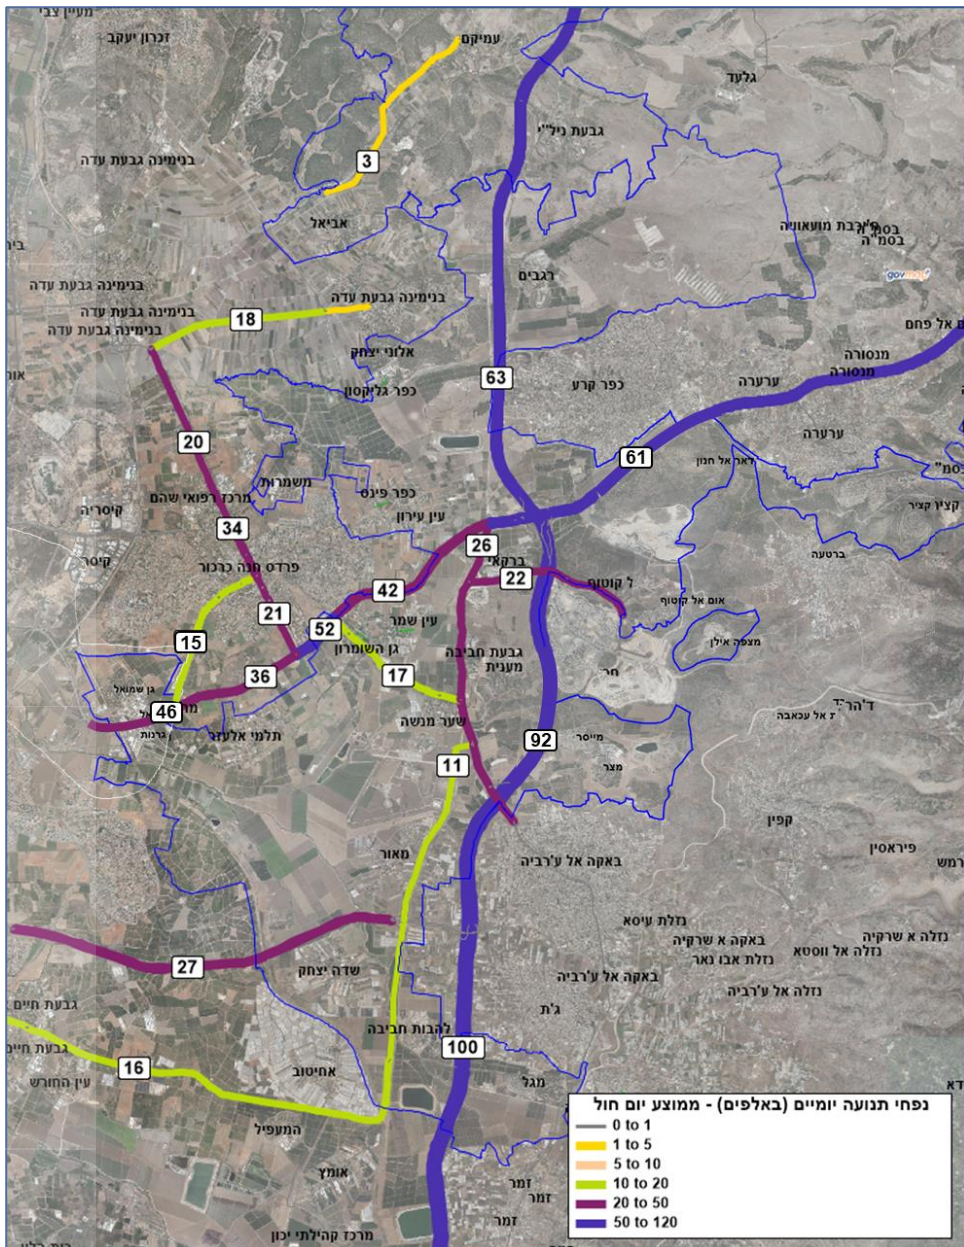 מעיין צבי
זכרון יעקב
עמיקם
גלעד
גבעת ניל''י
בנימינה גבעת עדה
3
אביאל
בסמ''ה
רגבים
govmap
בנימינה גבעת עדה
בנימינה גבעת עדה
בנימינה גבעת עדה
בנימינה גבעת עדה
18
אלוני יצחק
מנסורה
מנסורה
63
כפר קרע
ערערה
כפר גליקסון
20
61
ערערה
משמרות
כפר פינס
מרכז רפואי שהם
קיסריה
עין עירון
קציר
קציר
34
26
ברקאי
ברטעה
פרדס חנה כרכור
42
22
ל קוטוף
אום אל קוטוף
21
52
עין שמר
מצפה אילן
15
גן השומרון
גבעת חביבה
מענית
36
17
גן שמואל
46
תלמי אלעזר
שער מנשה
92
מייסר
11
מצר
קפין
מאור
באקה אל ע'רביה
פיראסין
נזלת עיסא
באקה א שרקיה
נזלה א שרקיה
נזלת אבו נאר
נזלה אל ווסטא
27
שדה יצחק
באקה אל ע'רביה
נזלה אל ע'רביה
ג'ת
להבות חביבה
100
16
אחיטוב
מגל
עין החורש
המעפיל
אומץ
זמר
זמר
זמר
מרכז קהילתי יכון
נפחי תנועה יומיים (באלפים) - ממוצע יום חול
0 to 1
1 to 5
5 to 10
10 to 20
20 to 50
50 to 120